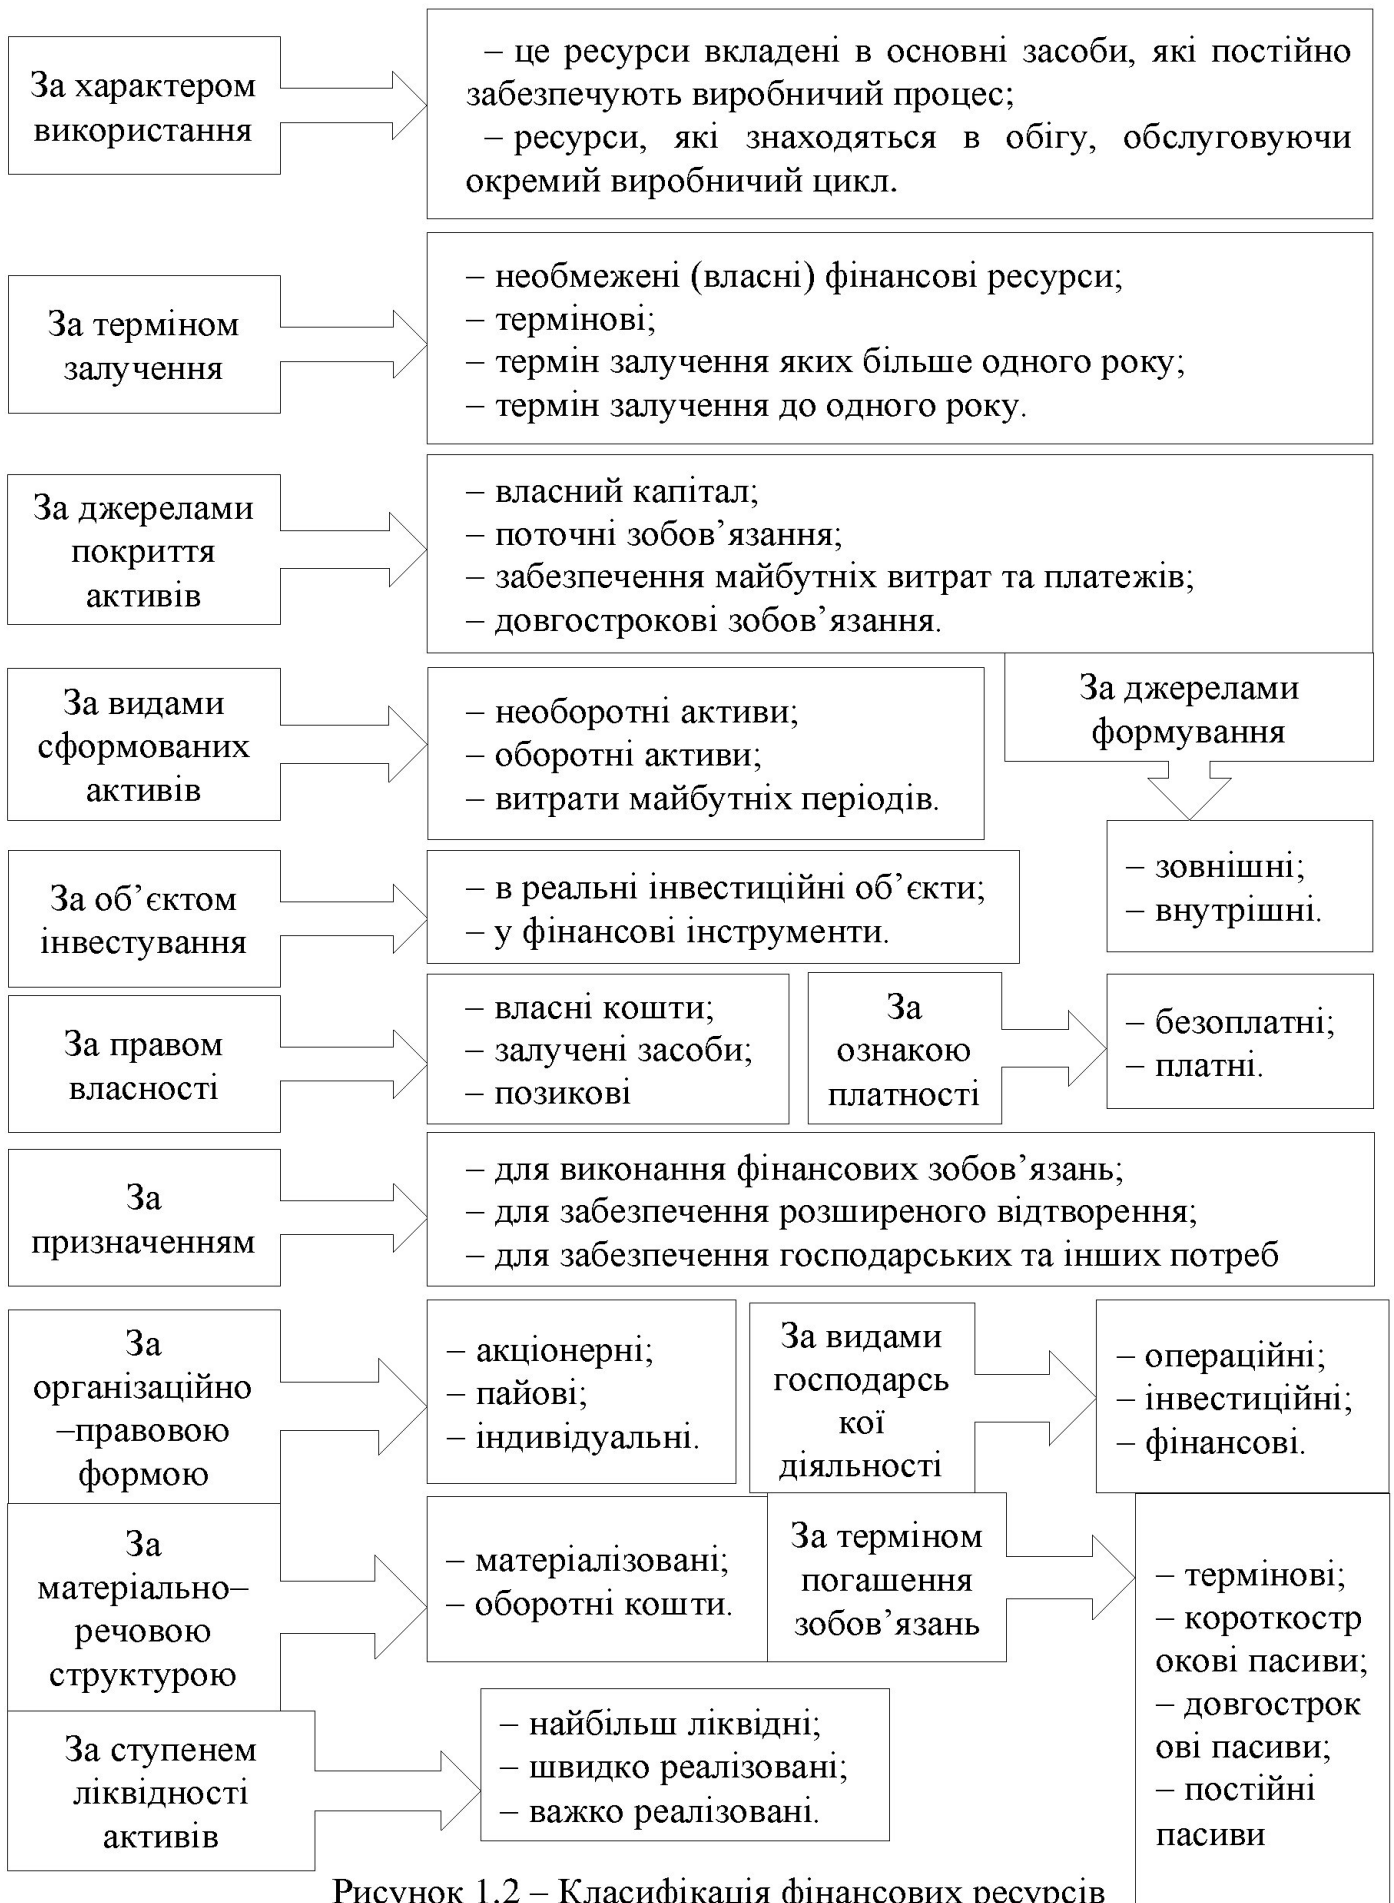 За характером
використання
– це ресурси вкладені в основні засоби, які постійно
забезпечують виробничий процес;
– ресурси, які знаходяться в обігу, обслуговуючи
окремий виробничий цикл.
За терміном
залучення
– необмежені (власні) фінансові ресурси;
– термінові;
– термін залучення яких більше одного року;
– термін залучення до одного року.
За джерелами
покриття
активів
– власний капітал;
– поточні зобов’язання;
– забезпечення майбутніх витрат та платежів;
– довгострокові зобов’язання.
За видами
сформованих
активів
– необоротні активи;
– оборотні активи;
– витрати майбутніх періодів.
За джерелами
формування
– зовнішні;
– внутрішні.
За об’єктом
інвестування
– в реальні інвестиційні об’єкти;
– у фінансові інструменти.
За правом
власності
– власні кошти;
– залучені засоби;
– позикові
За
ознакою
платності
– безоплатні;
– платні.
За
призначенням
– для виконання фінансових зобов’язань;
– для забезпечення розширеного відтворення;
– для забезпечення господарських та інших потреб
За
організаційно
–правовою
формою
– акціонерні;
– пайові;
– індивідуальні.
За видами
господарсь
кої
діяльності
– операційні;
– інвестиційні;
– фінансові.
За
матеріально–
речовою
структурою
– матеріалізовані;
– оборотні кошти.
За терміном
погашення
зобов’язань
– термінові;
– короткостр
окові пасиви;
– довгострок
ові пасиви;
– постійні
пасиви
За ступенем
ліквідності
активів
– найбільш ліквідні;
– швидко реалізовані;
– важко реалізовані.
Рисунок 1.2 – Класифікація фінансових ресурсів